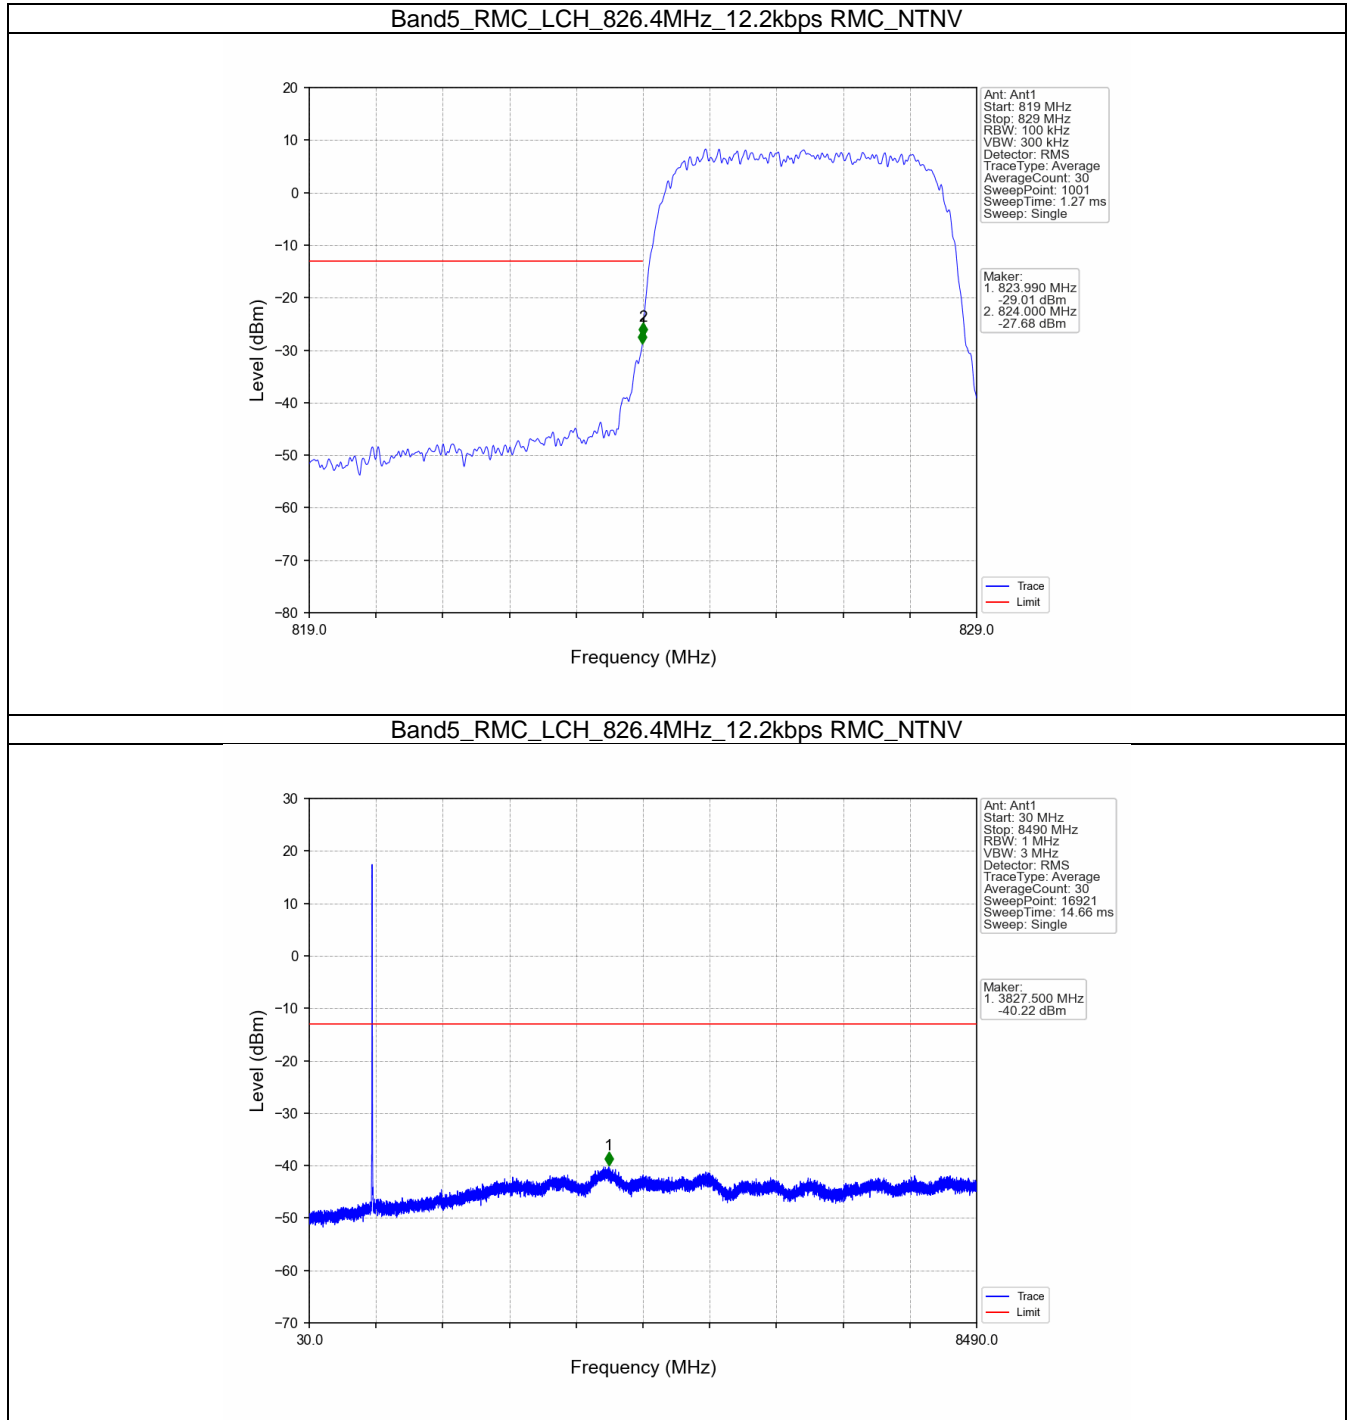 Band5_RMC_LCH_826.4MHz_12.2kbps RMC_NTNV
20
10
0
−10
−20
−30
−40
−50
−60
−70
−80
Level (dBm)
819.0
829.0
Frequency (MHz)
2
Ant: Ant1
Start: 819 MHz
Stop: 829 MHz
RBW: 100 kHz
VBW: 300 kHz
Detector: RMS
TraceType: Average
AverageCount: 30
SweepPoint: 1001
SweepTime: 1.27 ms
Sweep: Single
Maker:
1. 823.990 MHz
-29.01 dBm
2. 824.000 MHz
-27.68 dBm
Trace
Limit
Band5_RMC_LCH_826.4MHz_12.2kbps RMC_NTNV
30
20
10
0
−10
−20
−30
−40
−50
−60
−70
Level (dBm)
30.0
8490.0
Frequency (MHz)
1
Ant: Ant1
Start: 30 MHz
Stop: 8490 MHz
RBW: 1 MHz
VBW: 3 MHz
Detector: RMS
TraceType: Average
AverageCount: 30
SweepPoint: 16921
SweepTime: 14.66 ms
Sweep: Single
Maker:
1. 3827.500 MHz
-40.22 dBm
Trace
Limit